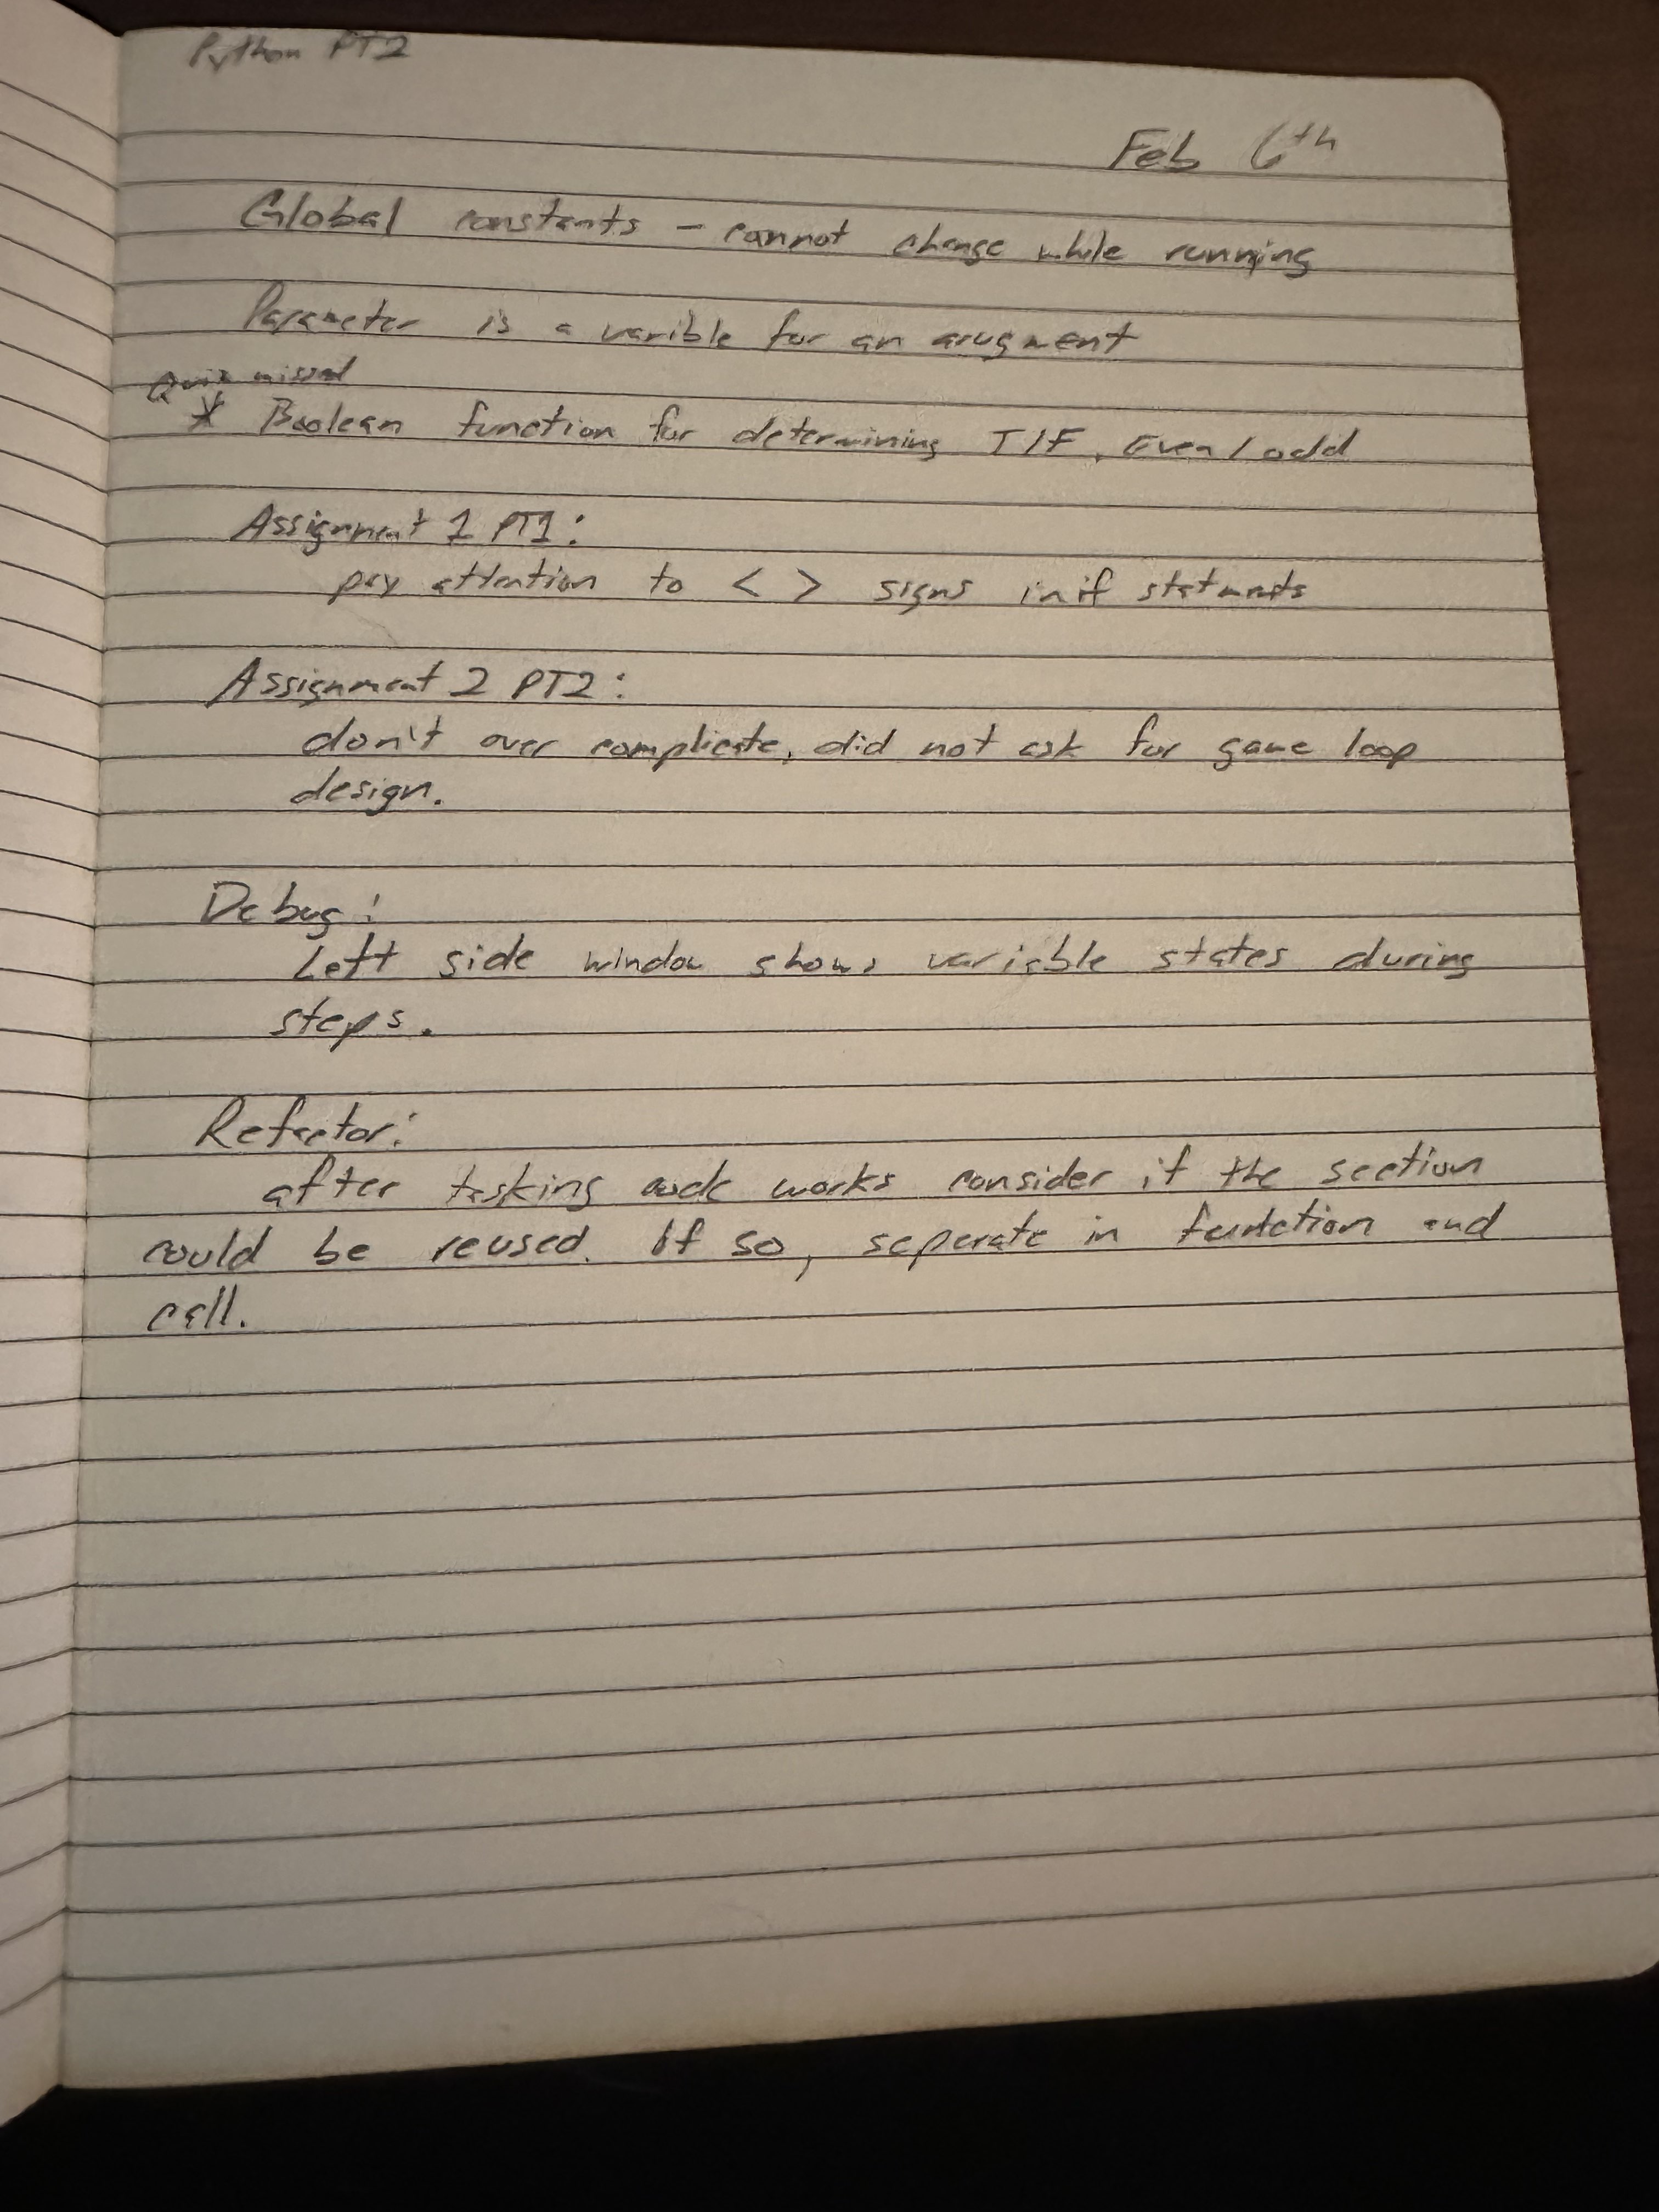 Python PT2
Feb 6th
Global constants - cannot change while running
Parameter is a varible for an arugment
Quiz missed
* Boolean function for determining T/F, Even/odd
Assignment 1 PT1:
pay attention to < > signs in if statments
Assignment 2 PT2:
don't over complicate, did not ask for game loop
design.
Debug:
Left side window shows variable states during
steps.
Refactor:
after tasking code works consider if the section
could be reused. If so, seperate in function and
call.